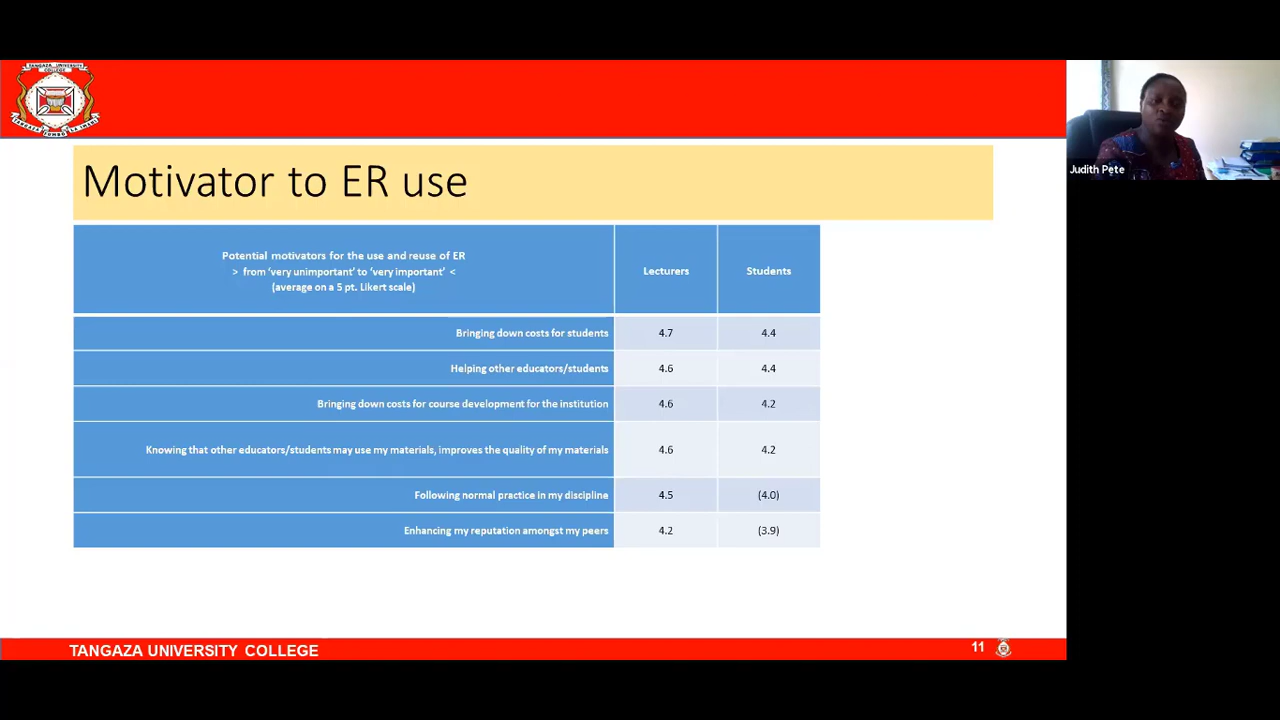 TANGAZA UNIVERSITY
COLLEGE
Judith Pete
Motivator to ER use
Potential motivators for the use and reuse of ER
> from ‘very unimportant’ to ‘very important’ <
(average on a 5 pt. Likert scale)
Lecturers
Students
Bringing down costs for students 4.7 4.4
Helping other educators/students 4.6 4.4
Bringing down costs for course development for the institution 4.6 4.2
Knowing that other educators/students may use my materials, improves the quality of my materials 4.6 4.2
Following normal practice in my discipline 4.5 (4.0)
Enhancing my reputation amongst my peers 4.2 (3.9)
TANGAZA UNIVERSITY COLLEGE
11